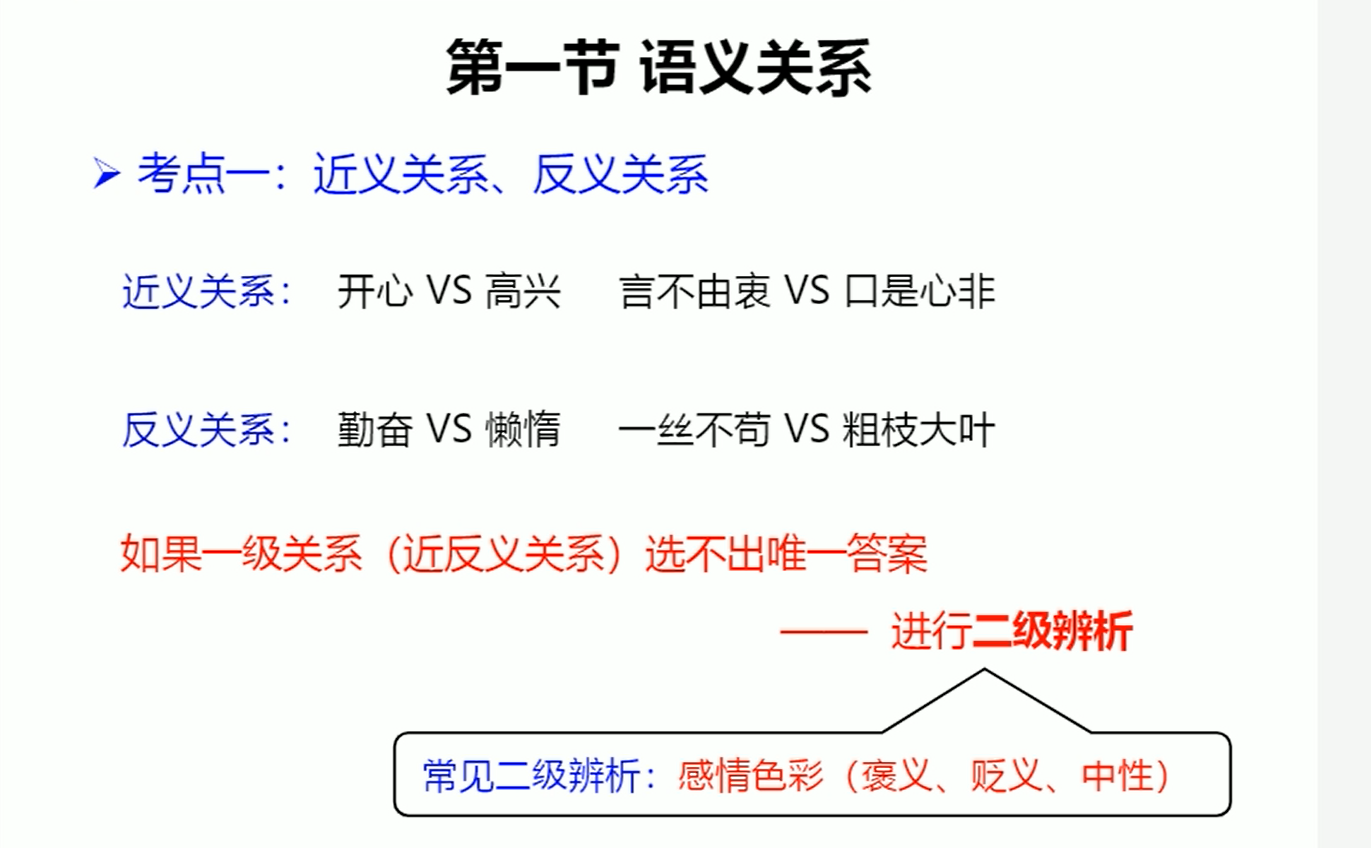 第一节 语义关系
考点一：近义关系、反义关系
近义关系： 开心 VS 高兴 言不由衷 VS 口是心非
反义关系： 勤奋 VS 懒惰 一丝不苟 VS 粗枝大叶
如果一级关系（近反义关系）选不出唯一答案
—— 进行二级辨析
常见二级辨析：感情色彩（褒义、贬义、中性）